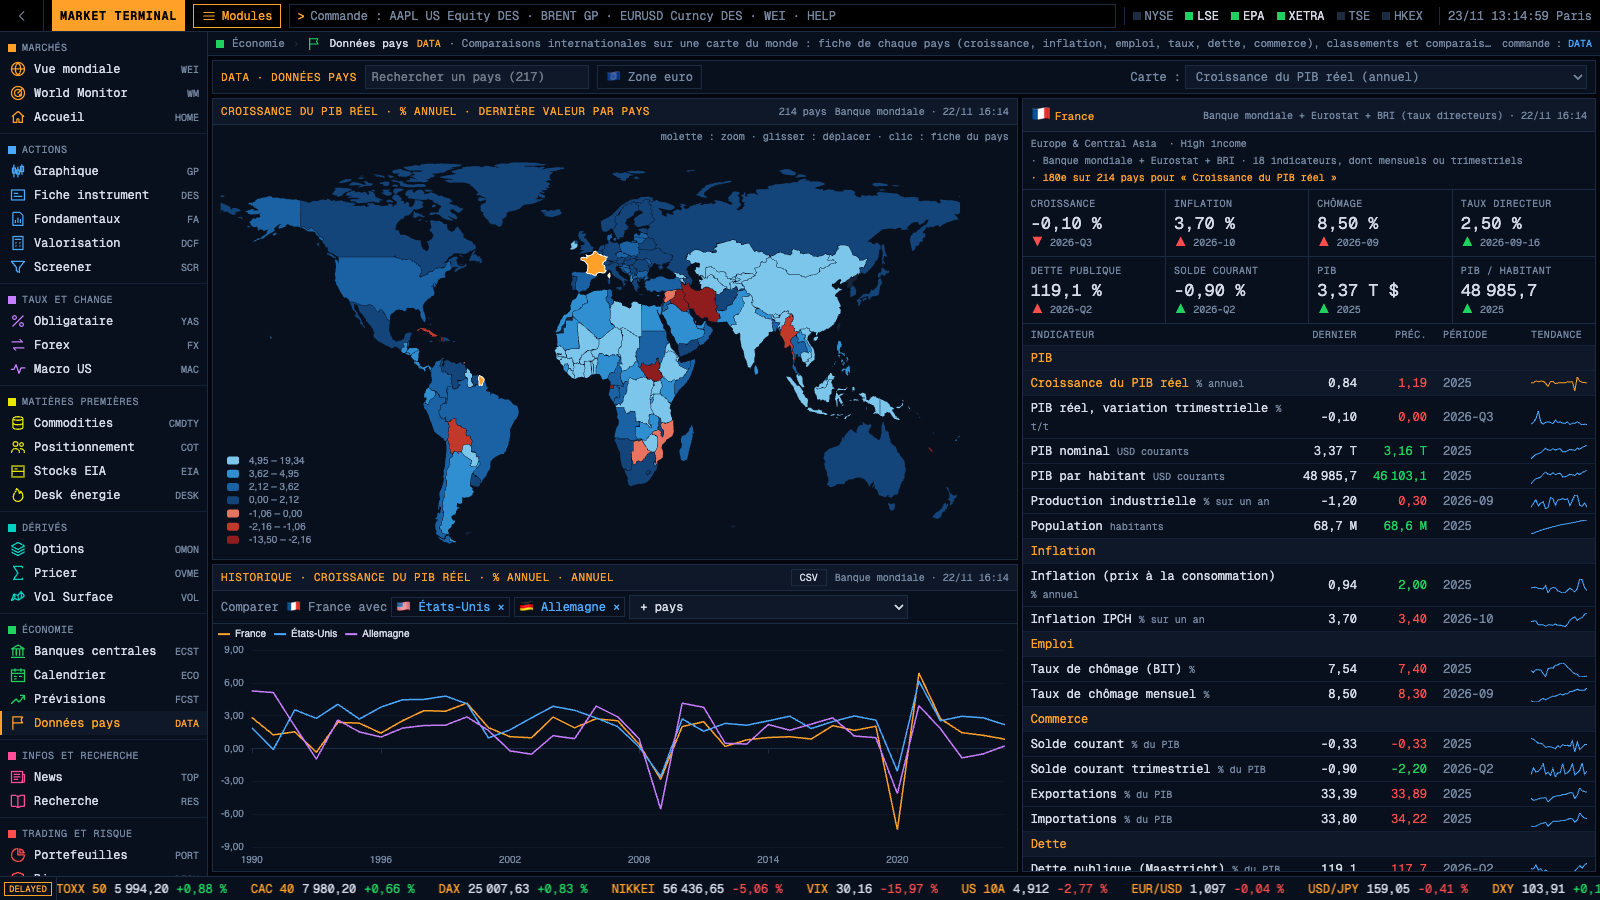 MARKET TERMINAL
Modules
> Commande : AAPL US Equity DES · BRENT GP · EURUSD Curncy DES · WEI · HELP
NYSE LSE EPA XETRA TSE HKEX
23/11 13:14:59 Paris
MARCHÉS
Vue mondiale WEI
World Monitor WM
Accueil HOME
ACTIONS
Graphique GP
Fiche instrument DES
Fondamentaux FA
Valorisation DCF
Screener SCR
TAUX ET CHANGE
Obligataire YAS
Forex FX
Macro US MAC
MATIÈRES PREMIÈRES
Commodities CMDTY
Positionnement COT
Stocks EIA EIA
Desk énergie DESK
DÉRIVÉS
Options OMON
Pricer OVME
Vol Surface VOL
ÉCONOMIE
Banques centrales ECST
Calendrier ECO
Prévisions FCST
Données pays DATA
INFOS ET RECHERCHE
News TOP
Recherche RES
TRADING ET RISQUE
Portefeuilles PORT
Économie › Données pays DATA · Comparaisons internationales sur une carte du monde : fiche de chaque pays (croissance, inflation, emploi, taux, dette, commerce), classements et comparais… commande : DATA
DATA · DONNÉES PAYS
Rechercher un pays (217)
Zone euro
Carte : Croissance du PIB réel (annuel)
CROISSANCE DU PIB RÉEL · % ANNUEL · DERNIÈRE VALEUR PAR PAYS
214 pays Banque mondiale · 22/11 16:14
molette : zoom · glisser : déplacer · clic : fiche du pays
4,95 – 19,34
3,62 – 4,95
2,12 – 3,62
0,00 – 2,12
-1,06 – 0,00
-2,16 – -1,06
-13,50 – -2,16
HISTORIQUE · CROISSANCE DU PIB RÉEL · % ANNUEL · ANNUEL
CSV
Banque mondiale · 22/11 16:14
Comparer France avec États-Unis × Allemagne × + pays
France États-Unis Allemagne
9,00
6,00
3,00
0,00
-3,00
-6,00
-9,00
1990 1996 2002 2008 2014 2020
France
Banque mondiale + Eurostat + BRI (taux directeurs) · 22/11 16:14
Europe & Central Asia · High income
· Banque mondiale + Eurostat + BRI · 18 indicateurs, dont mensuels ou trimestriels
· 180e sur 214 pays pour « Croissance du PIB réel »
CROISSANCE INFLATION CHÔMAGE TAUX DIRECTEUR
-0,10 % 3,70 % 8,50 % 2,50 %
2026-Q3 2026-10 2026-09 2026-09-16
DETTE PUBLIQUE SOLDE COURANT PIB PIB / HABITANT
119,1 % -0,90 % 3,37 T $ 48 985,7
2026-Q2 2026-Q2 2025 2025
INDICATEUR DERNIER PRÉC. PÉRIODE TENDANCE
PIB
Croissance du PIB réel % annuel 0,84 1,19 2025
PIB réel, variation trimestrielle % t/t -0,10 0,00 2026-Q3
PIB nominal USD courants 3,37 T 3,16 T 2025
PIB par habitant USD courants 48 985,7 46 103,1 2025
Production industrielle % sur un an -1,20 0,30 2026-09
Population habitants 68,7 M 68,6 M 2025
Inflation
Inflation (prix à la consommation) % annuel 0,94 2,00 2025
Inflation IPCH % sur un an 3,70 3,40 2026-10
Emploi
Taux de chômage (BIT) % 7,54 7,40 2025
Taux de chômage mensuel % 8,50 8,30 2026-09
Commerce
Solde courant % du PIB -0,33 -0,33 2025
Solde courant trimestriel % du PIB -0,90 -2,20 2026-Q2
Exportations % du PIB 33,39 33,89 2025
Importations % du PIB 33,80 34,22 2025
Dette
Dette publique (Maastricht) % du PIB 119,1 117,7 2026-Q2
DELAYED TOXX 50 5 994,20 +0,88 % CAC 40 7 980,20 +0,66 % DAX 25 007,63 +0,83 % NIKKEI 56 436,65 -5,06 % VIX 30,16 -15,97 % US 10A 4,912 -2,77 % EUR/USD 1,097 -0,04 % USD/JPY 159,05 -0,41 % DXY 103,91 +0,1